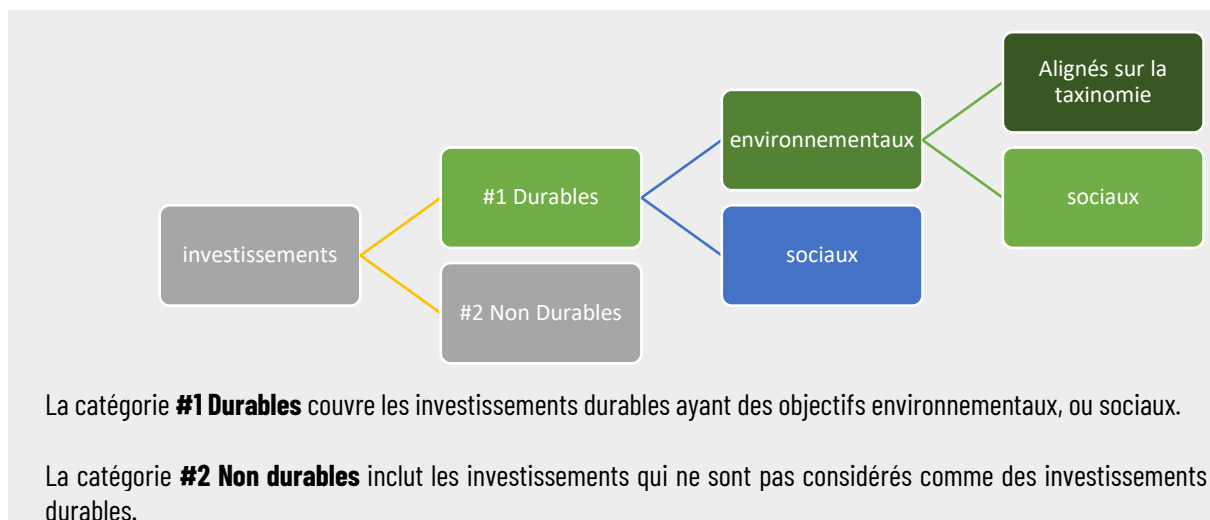 Alignés sur la
taxinomie
environnementaux
#1 Durables
sociaux
investissements
sociaux
#2 Non Durables
La catégorie #1 Durables couvre les investissements durables ayant des objectifs environnementaux, ou sociaux.
La catégorie #2 Non durables inclut les investissements qui ne sont pas considérés comme des investissements
durables.